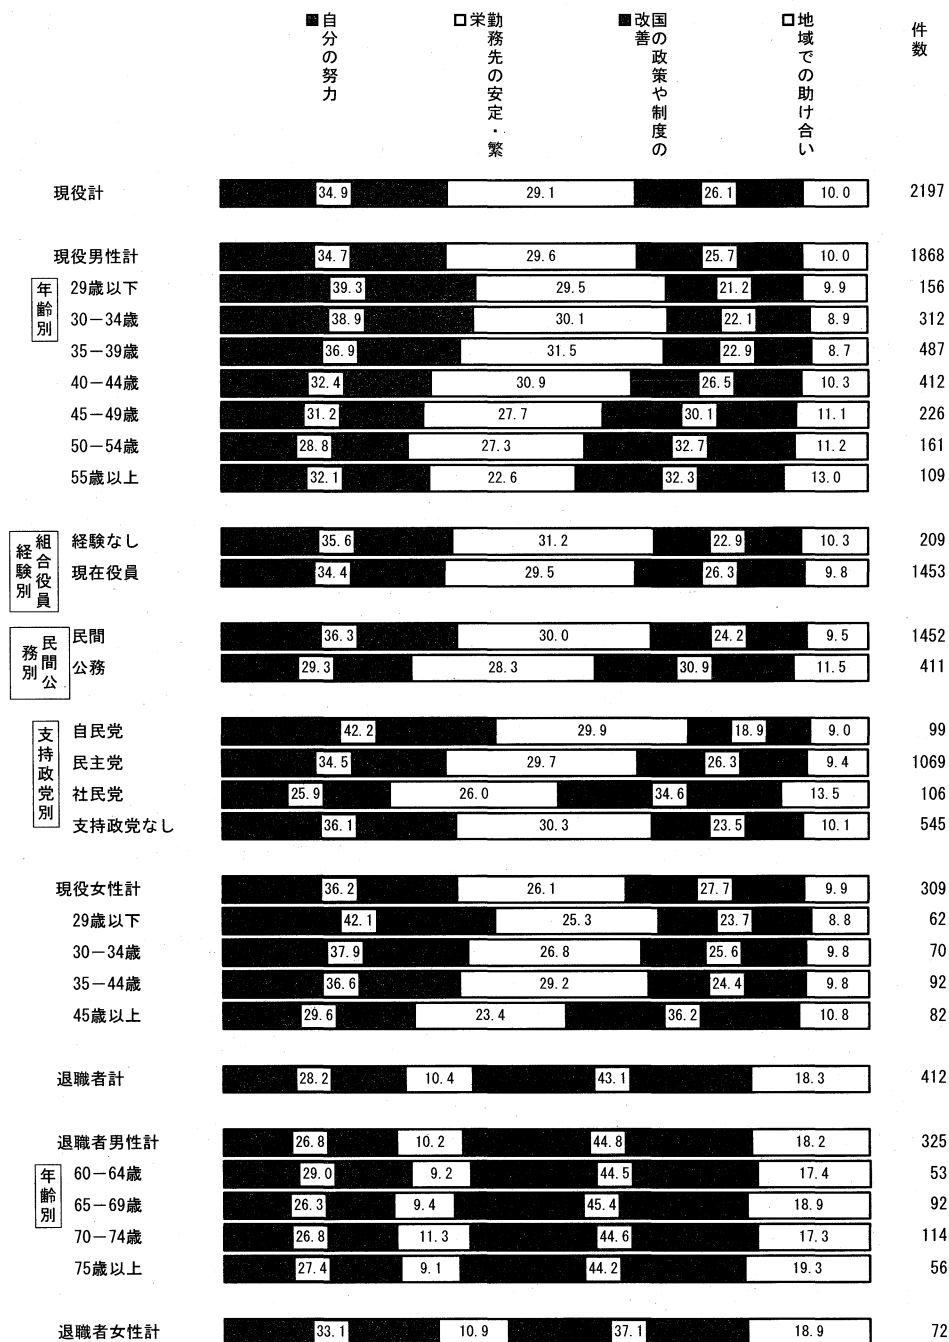 ■自分の努力
□勤務先の安定・繁
栄
■国の政策や制度の
改善
□地域での助け合い
件数
現役計 34.9 29.1 26.1 10.0 2197
現役男性計 34.7 29.6 25.7 10.0 1868
年齢別
29歳以下 39.3 29.5 21.2 9.9 156
30－34歳 38.9 30.1 22.1 8.9 312
35－39歳 36.9 31.5 22.9 8.7 487
40－44歳 32.4 30.9 26.5 10.3 412
45－49歳 31.2 27.7 30.1 11.1 226
50－54歳 28.8 27.3 32.7 11.2 161
55歳以上 32.1 22.6 32.3 13.0 109
組合役員
経験別
経験なし 35.6 31.2 22.9 10.3 209
現在役員 34.4 29.5 26.3 9.8 1453
民間公
務別
民間 36.3 30.0 24.2 9.5 1452
公務 29.3 28.3 30.9 11.5 411
支持政党別
自民党 42.2 29.9 18.9 9.0 99
民主党 34.5 29.7 26.3 9.4 1069
社民党 25.9 26.0 34.6 13.5 106
支持政党なし 36.1 30.3 23.5 10.1 545
現役女性計 36.2 26.1 27.7 9.9 309
29歳以下 42.1 25.3 23.7 8.8 62
30－34歳 37.9 26.8 25.6 9.8 70
35－44歳 36.6 29.2 24.4 9.8 92
45歳以上 29.6 23.4 36.2 10.8 82
退職者計 28.2 10.4 43.1 18.3 412
退職者男性計 26.8 10.2 44.8 18.2 325
年齢別
60－64歳 29.0 9.2 44.5 17.4 53
65－69歳 26.3 9.4 45.4 18.9 92
70－74歳 26.8 11.3 44.6 17.3 114
75歳以上 27.4 9.1 44.2 19.3 56
退職者女性計 33.1 10.9 37.1 18.9 72